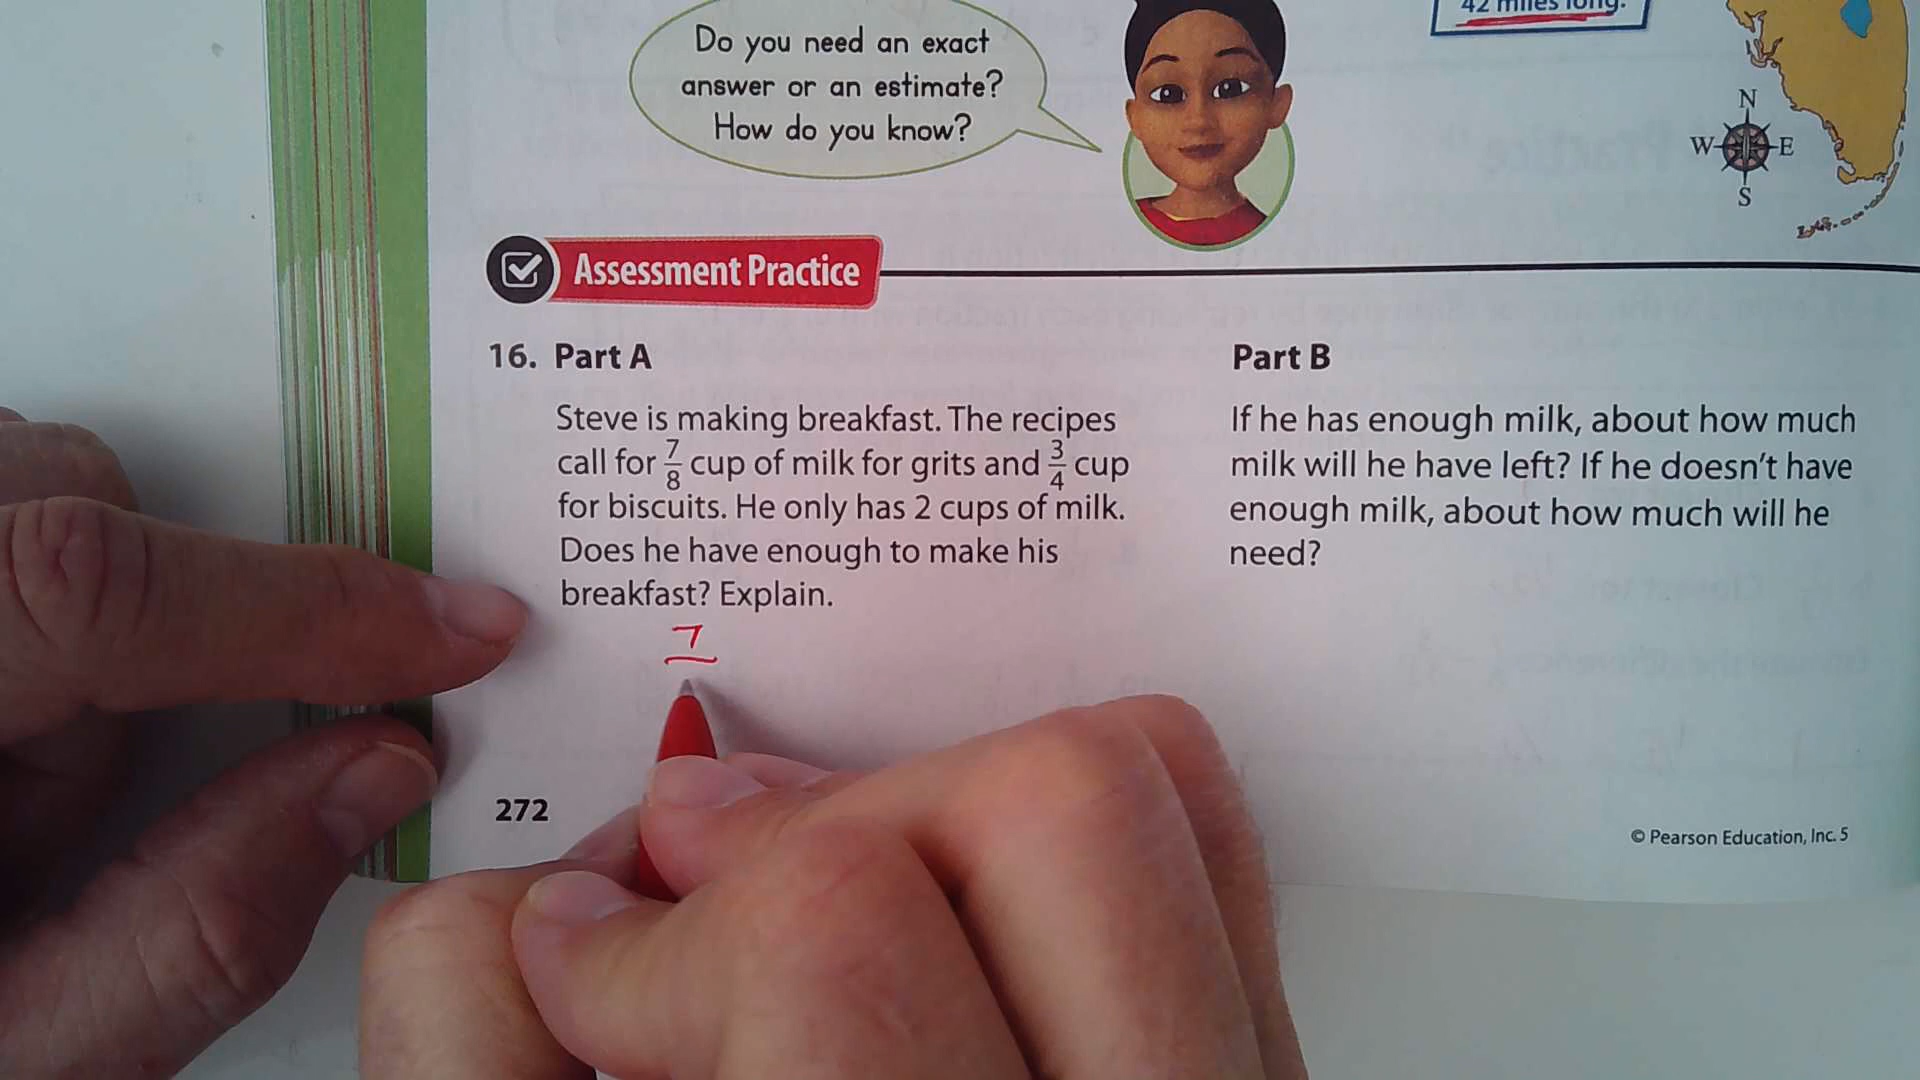 42 miles long.
Do you need an exact
answer or an estimate?
How do you know?
N
W E
S
Assessment Practice
16. Part A
Steve is making breakfast. The recipes
call for 7/8 cup of milk for grits and 3/4 cup
for biscuits. He only has 2 cups of milk.
Does he have enough to make his
breakfast? Explain.
7
Part B
If he has enough milk, about how much
milk will he have left? If he doesn't have
enough milk, about how much will he
need?
272
© Pearson Education, Inc. 5